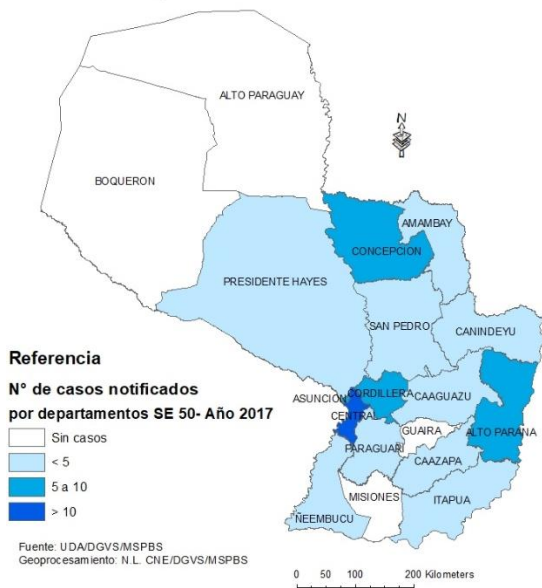 ALTO PARAGUAY
N
BOQUERON
AMAMBAY
CONCEPCION
PRESIDENTE HAYES
SAN PEDRO
CANINDEYU
Referencia
N° de casos notificados
por departamentos SE 50- Año 2017
Sin casos
< 5
5 a 10
> 10
ASUNCION
CORDILLERA
CAAGUAZU
CENTRAL
GUAIRA
ALTO PARANA
PARAGUARI
CAAZAPA
MISIONES
ITAPUA
ÑEEMBUCU
Fuente: UDA/DGVS/MSPBS
Geoprocesamiento: N.L. CNE/DGVS/MSPBS
0 50 100 200 Kilometers